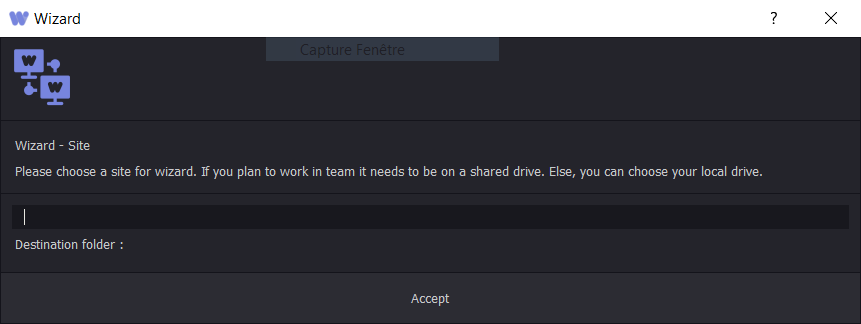 Wizard
?
Capture Fenêtre
W
W
Wizard - Site
Please choose a site for wizard. If you plan to work in team it needs to be on a shared drive. Else, you can choose your local drive.
Destination folder :
Accept